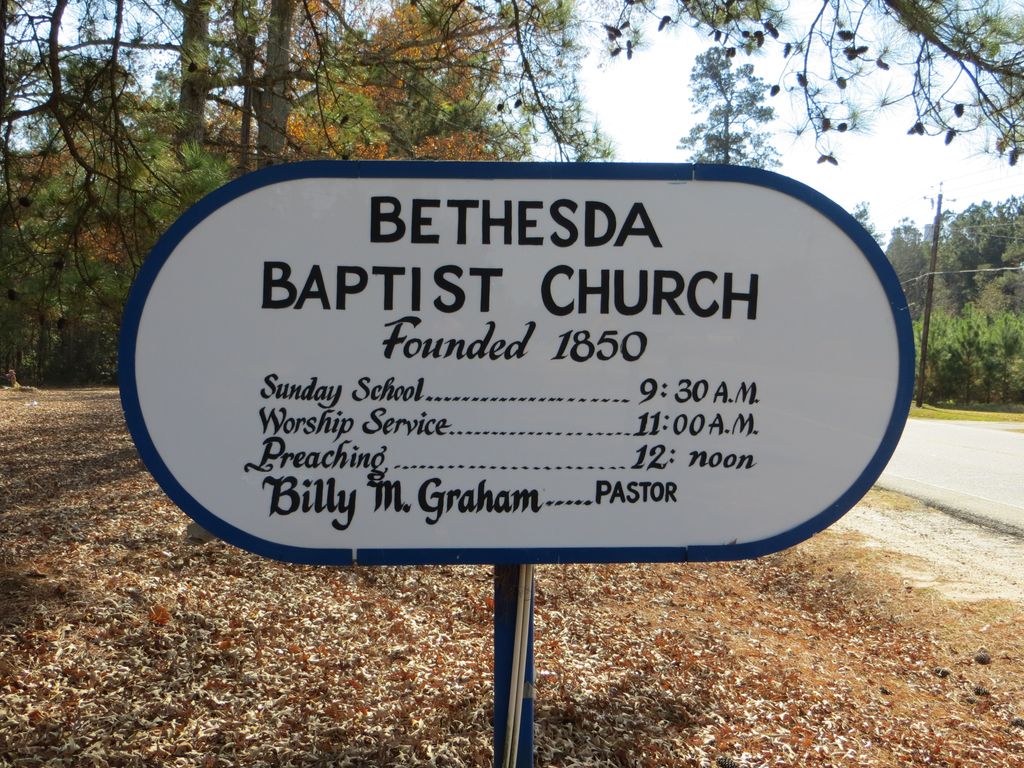 BETHESDA
BAPTIST CHURCH
Founded 1850
Sunday School........................ 9:30 A.M.
Worship Service........................11:00 A.M.
Preaching ..............................12: noon
Billy M. Graham.....PASTOR